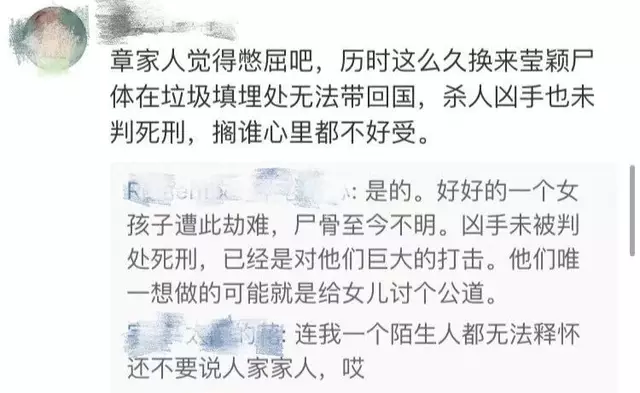 章家人觉得憋屈吧，历时这么久换来莹颖尸
体在垃圾填埋处无法带回国，杀人凶手也未
判死刑，搁谁心里都不好受。
: 是的。好好的一个女
孩子遭此劫难，尸骨至今不明。凶手未被判
处死刑，已经是对他们巨大的打击。他们唯
一想做的可能就是给女儿讨个公道。
: 连我一个陌生人都无法释怀
还不要说人家家人，哎